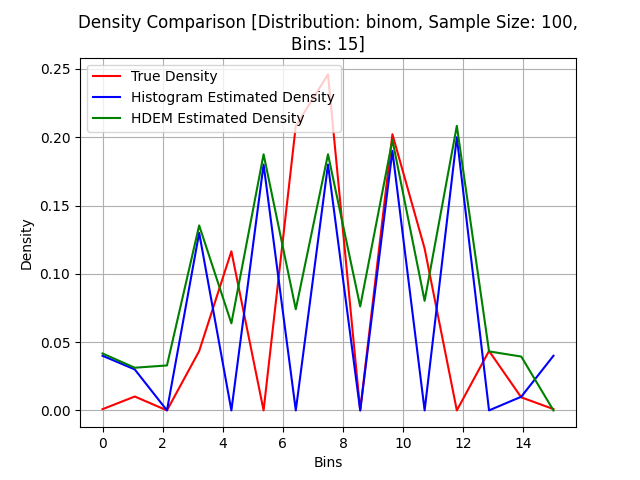 Density Comparison [Distribution: binom, Sample Size: 100,
Bins: 15]
True Density
Histogram Estimated Density
HDEM Estimated Density
Density
0.25
0.20
0.15
0.10
0.05
0.00
0 2 4 6 8 10 12 14
Bins